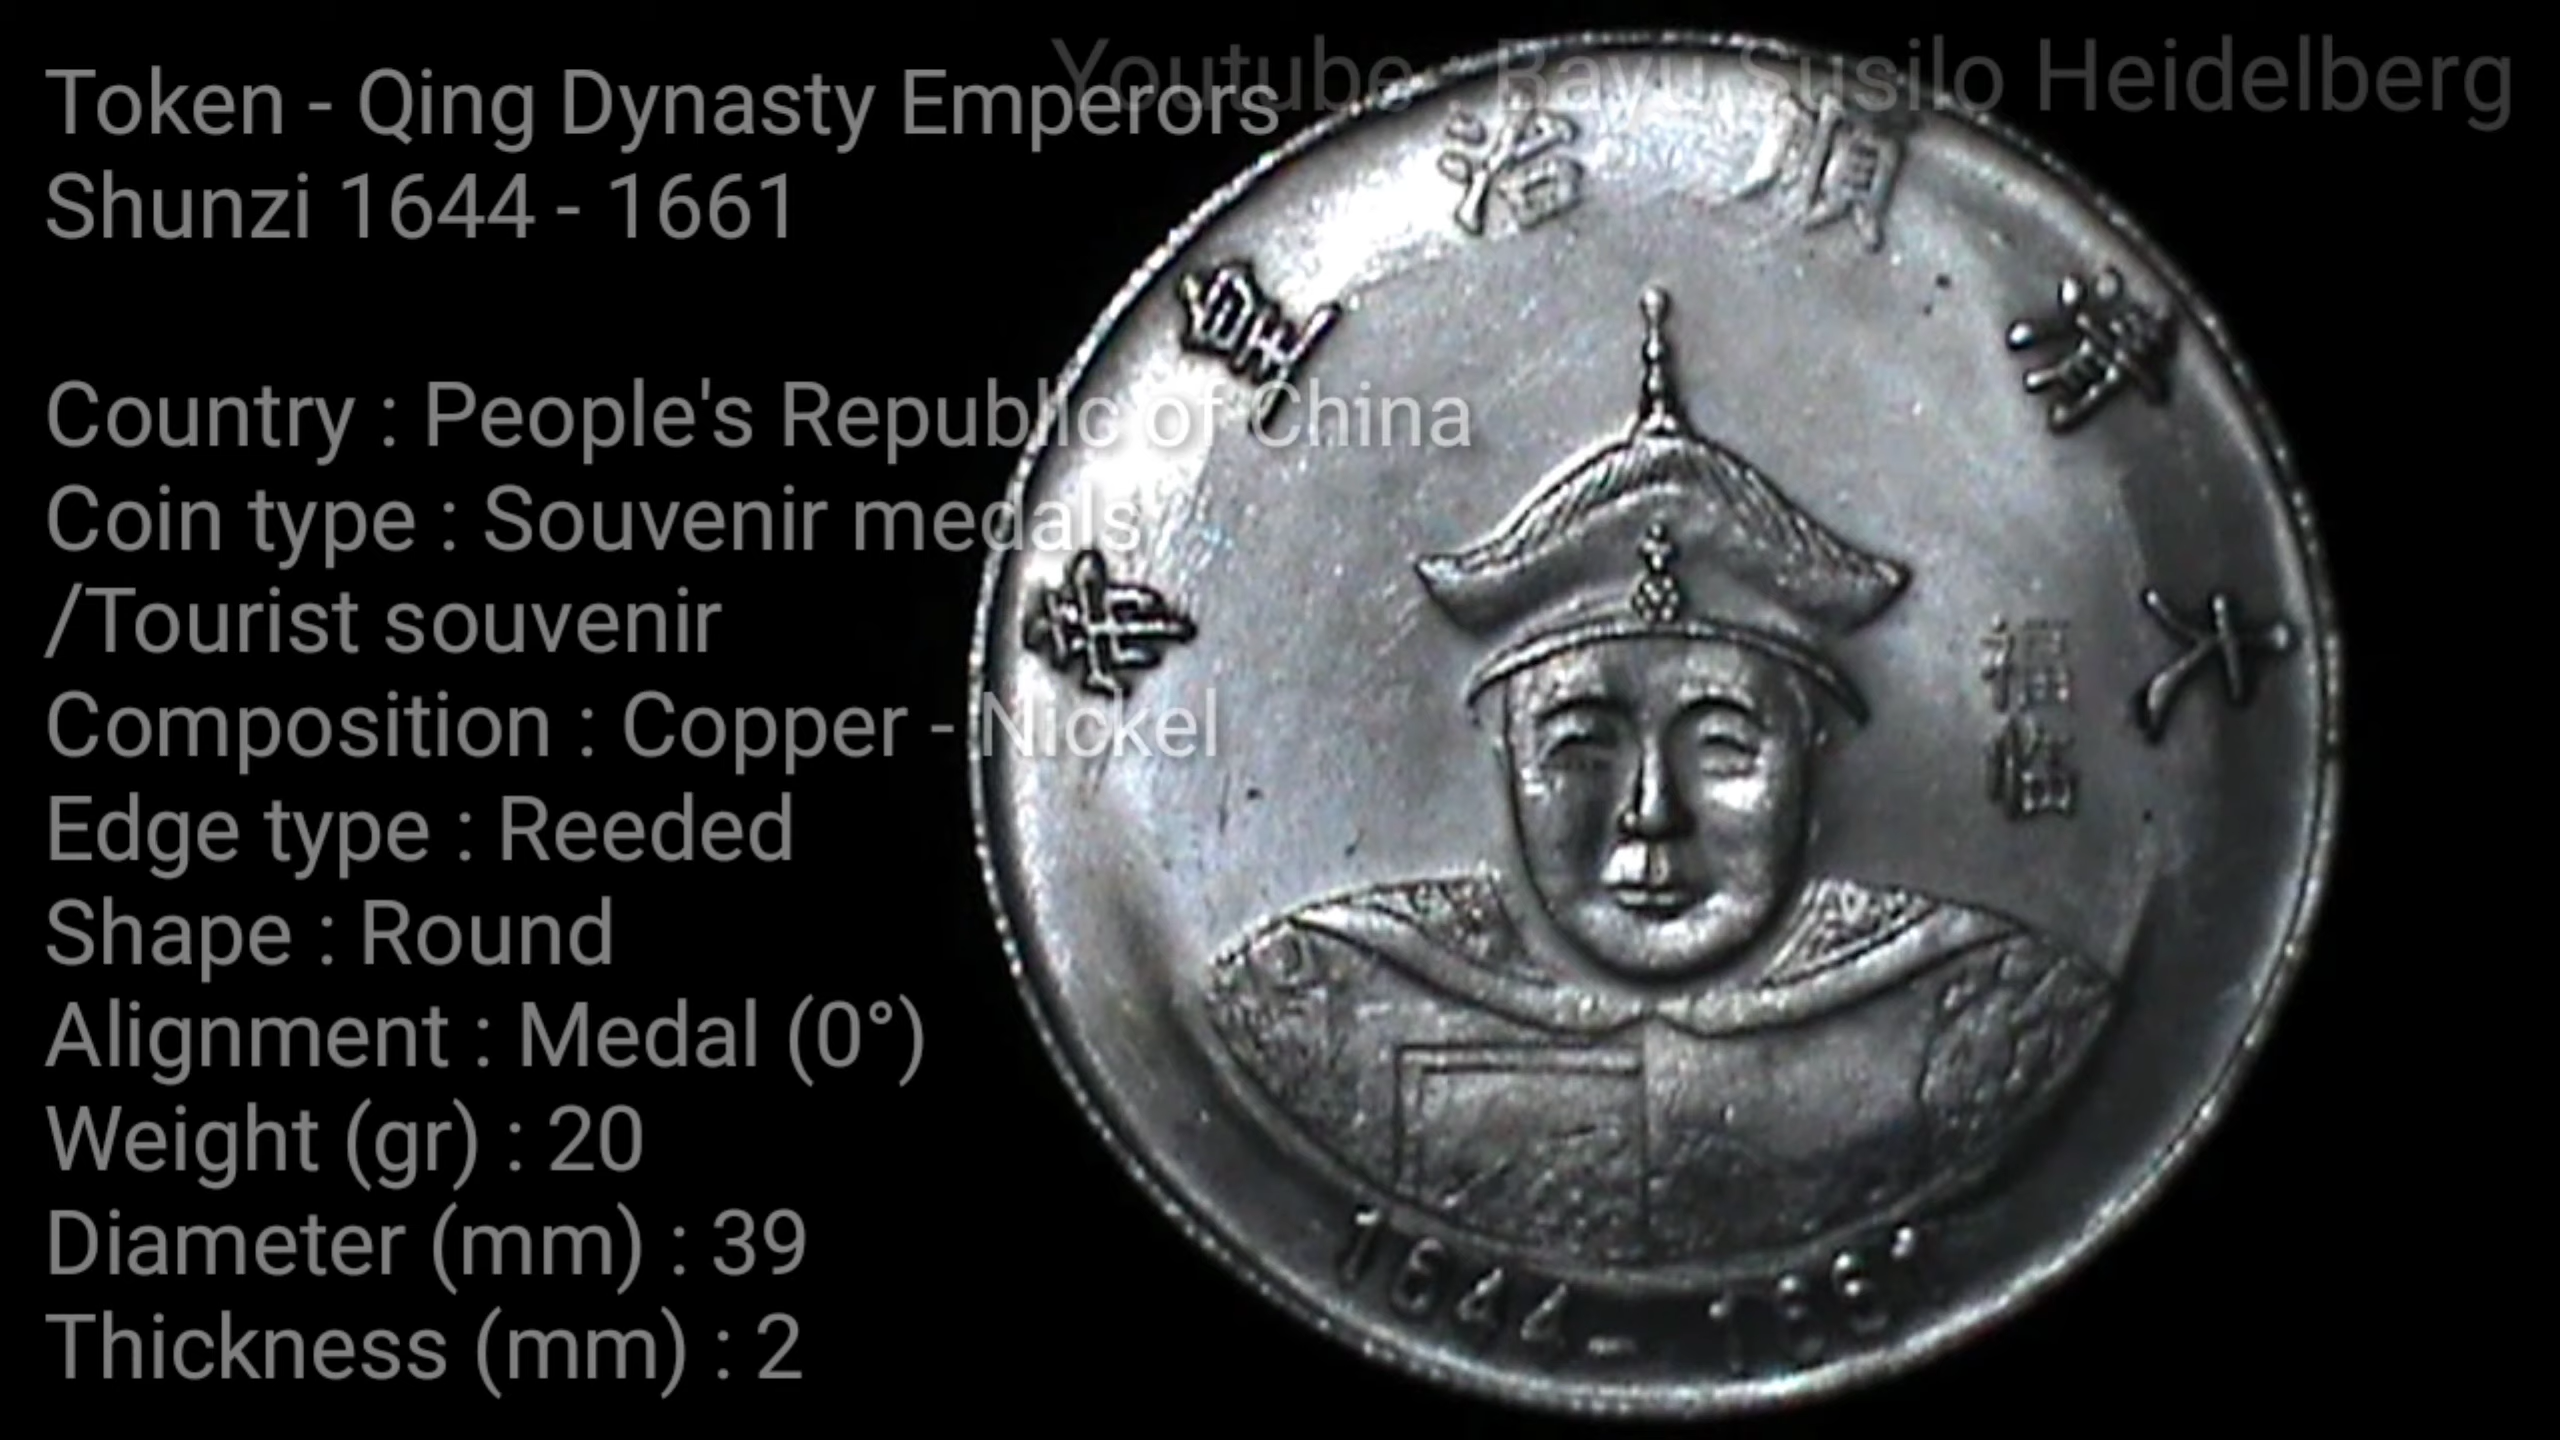 Youtube : Bayu Susilo Heidelberg
Token - Qing Dynasty Emperors
Shunzi 1644 - 1661
Country : People's Republic of China
Coin type : Souvenir medals
/Tourist souvenir
Composition : Copper - Nickel
Edge type : Reeded
Shape : Round
Alignment : Medal (0°)
Weight (gr) : 20
Diameter (mm) : 39
Thickness (mm) : 2
大清順治皇帝
福临
1644-1661